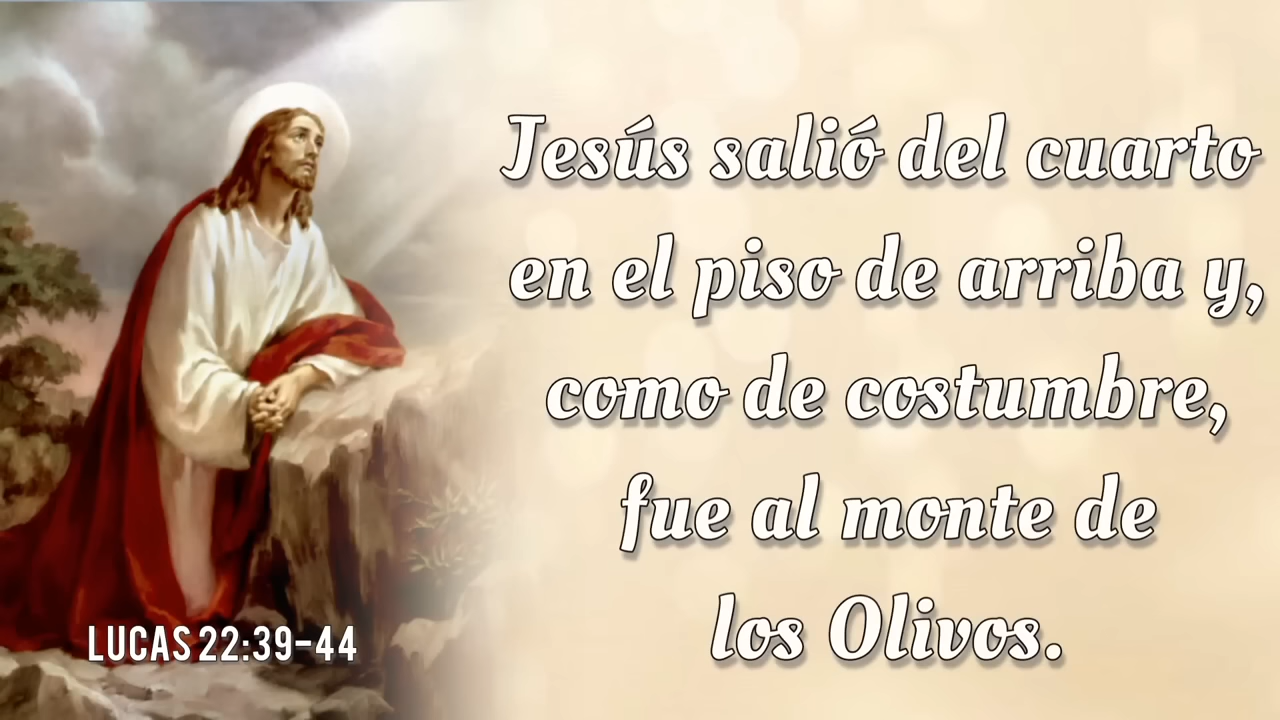 Jesús salió del cuarto
en el piso de arriba y,
como de costumbre,
fue al monte de
los Olivos.
LUCAS 22:39-44